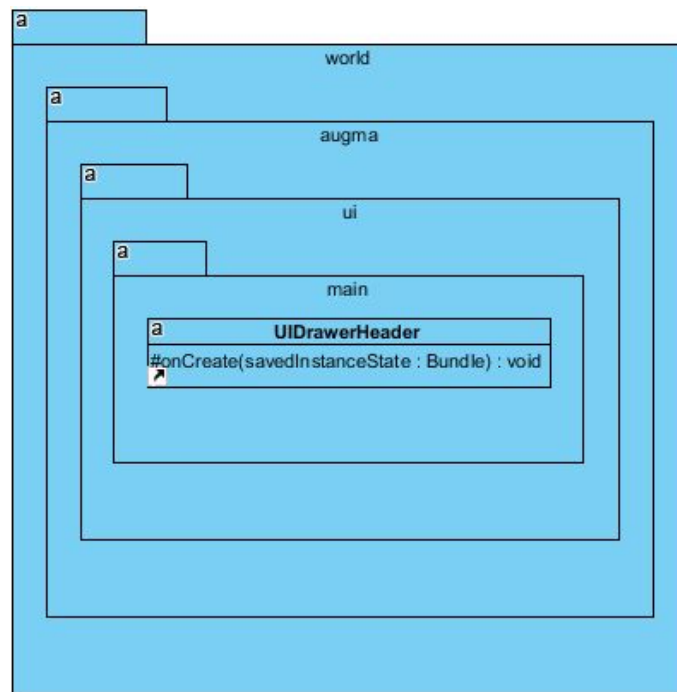 a
world
a
augma
a
ui
a
main
a
UIDrawerHeader
#onCreate(savedInstanceState : Bundle) : void